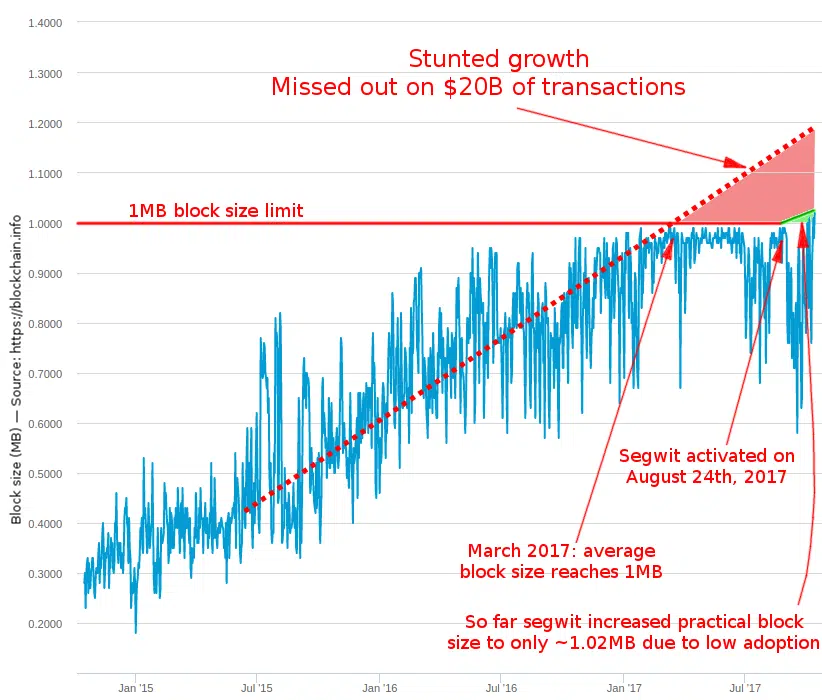 1.4000
1.3000
1.2000
1.1000
1.0000
0.9000
0.8000
0.7000
0.6000
0.5000
0.4000
0.3000
0.2000
Block size (MB) — Source: https://blockchain.info
Stunted growth
Missed out on $20B of transactions
1MB block size limit
Segwit activated on
August 24th, 2017
March 2017: average
block size reaches 1MB
So far segwit increased practical block
size to only ~1.02MB due to low adoption
Jan '15
Jul '15
Jan '16
Jul '16
Jan '17
Jul '17